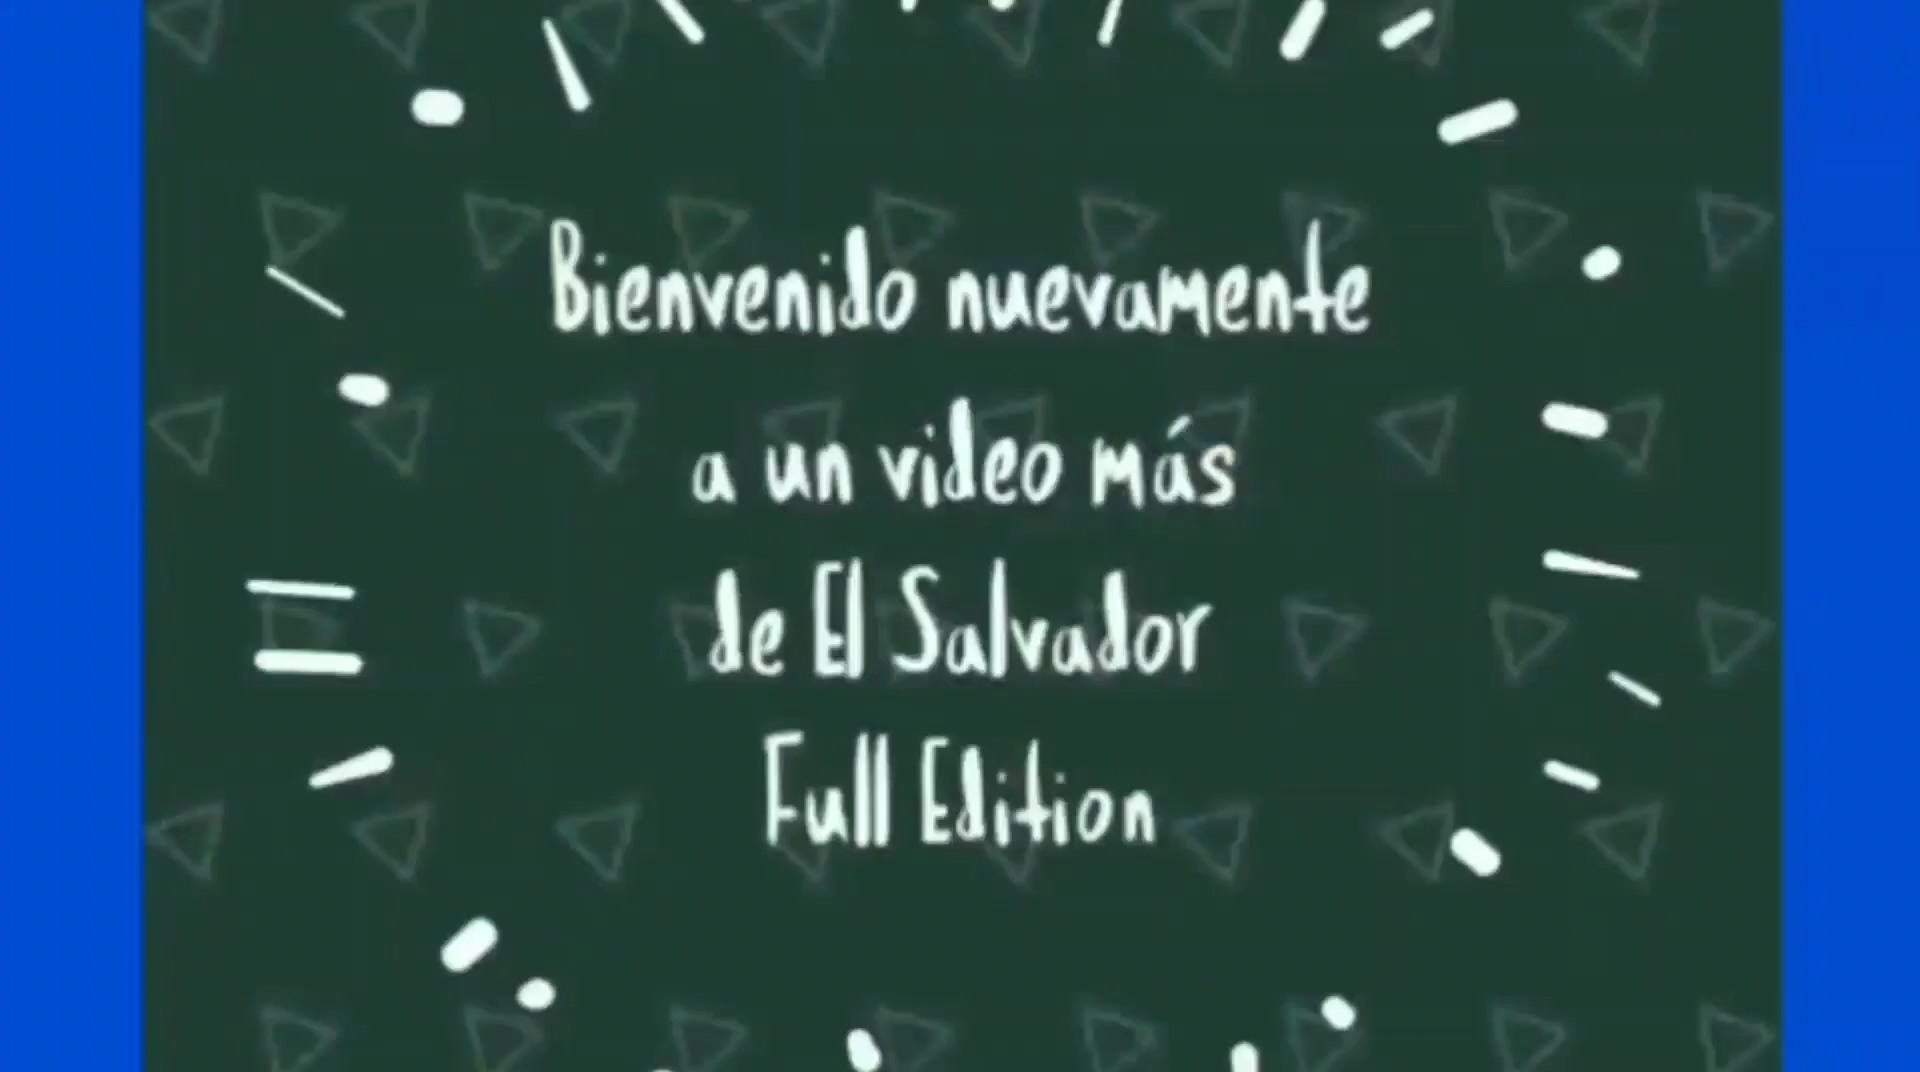 Bienvenido nuevamente
a un video más
de El Salvador
Full Edition